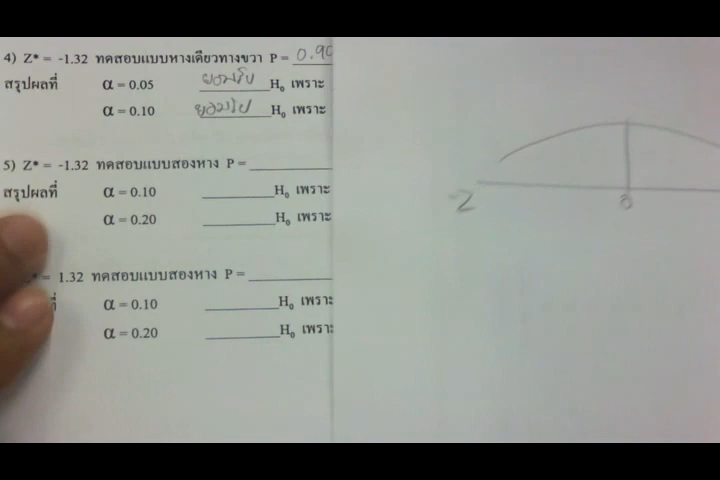 4) Z* = -1.32 ทดสอบแบบหางเดียวทางขวา P = 0.90
สรุปผลที่ α = 0.05 ยอมรับ H₀ เพราะ
α = 0.10 ยอมรับ H₀ เพราะ
5) Z* = -1.32 ทดสอบแบบสองหาง P = ________
สรุปผลที่ α = 0.10 ________ H₀ เพราะ
α = 0.20 ________ H₀ เพราะ
* = 1.32 ทดสอบแบบสองหาง P = ________
α = 0.10 ________ H₀ เพราะ
α = 0.20 ________ H₀ เพราะ
-Z 0